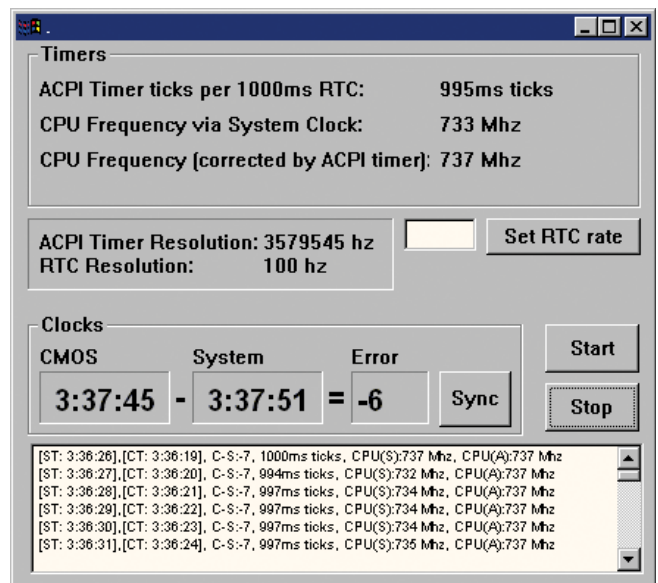 .
Timers
ACPI Timer ticks per 1000ms RTC: 995ms ticks
CPU Frequency via System Clock: 733 Mhz
CPU Frequency (corrected by ACPI timer): 737 Mhz
ACPI Timer Resolution: 3579545 hz
RTC Resolution: 100 hz
Set RTC rate
Clocks
CMOS System Error
3:37:45 - 3:37:51 = -6
Sync
Start
Stop
[ST: 3:36:26],[CT: 3:36:19], C-S:-7, 1000ms ticks, CPU(S):737 Mhz, CPU(A):737
[ST: 3:36:27],[CT: 3:36:20], C-S:-7, 994ms ticks, CPU(S):732 Mhz, CPU(A):737 Mhz
[ST: 3:36:28],[CT: 3:36:21], C-S:-7, 997ms ticks, CPU(S):734 Mhz, CPU(A):737 Mhz
[ST: 3:36:29],[CT: 3:36:22], C-S:-7, 997ms ticks, CPU(S):734 Mhz, CPU(A):737 Mhz
[ST: 3:36:30],[CT: 3:36:23], C-S:-7, 997ms ticks, CPU(S):734 Mhz, CPU(A):737 Mhz
[ST: 3:36:31],[CT: 3:36:24], C-S:-7, 997ms ticks, CPU(S):735 Mhz, CPU(A):737 Mhz